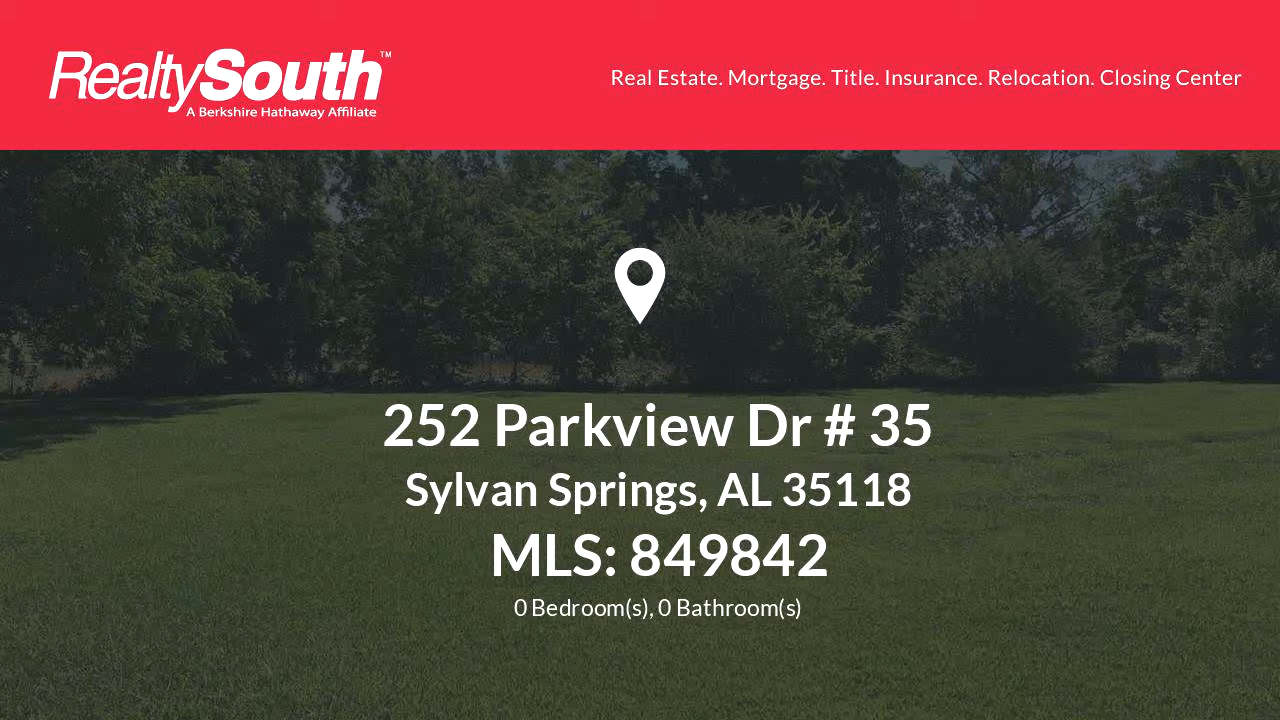 RealtySouth™
A Berkshire Hathaway Affiliate
Real Estate. Mortgage. Title. Insurance. Relocation. Closing Center
252 Parkview Dr # 35
Sylvan Springs, AL 35118
MLS: 849842
0 Bedroom(s), 0 Bathroom(s)